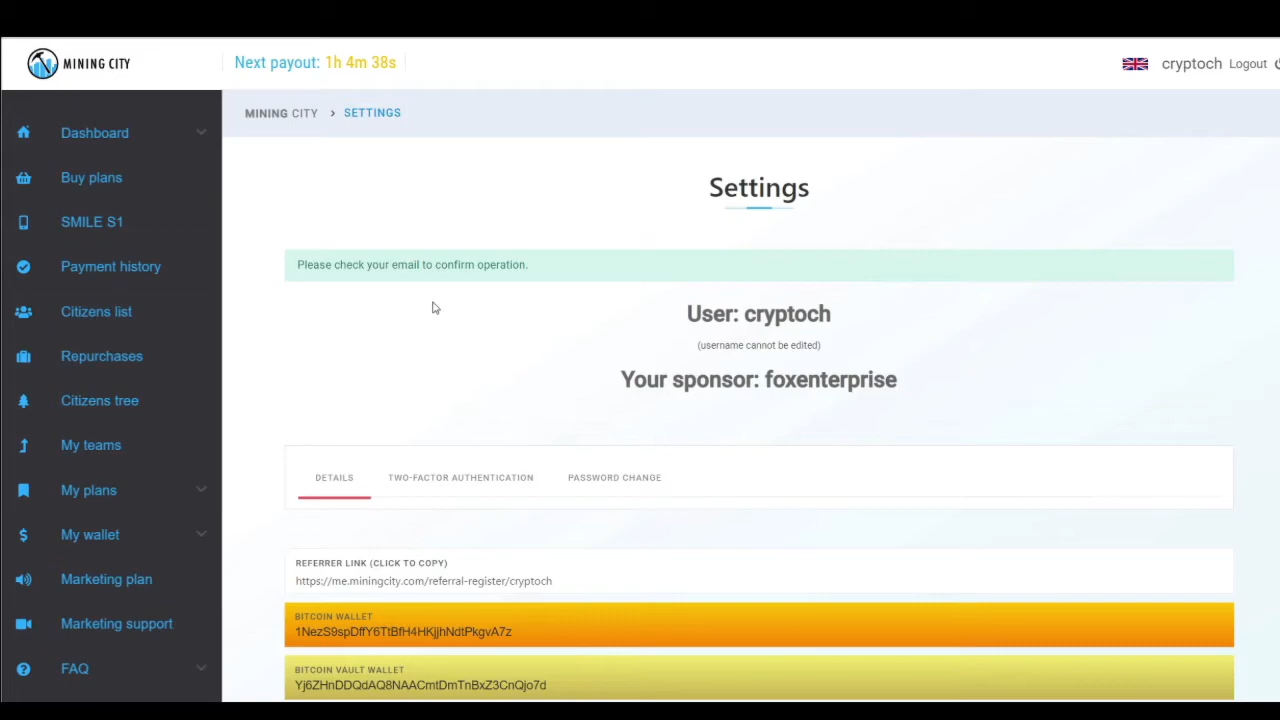 MINING CITY
Next payout: 1h 4m 38s
cryptoch Logout
Dashboard
Buy plans
SMILE S1
Payment history
Citizens list
Repurchases
Citizens tree
My teams
My plans
My wallet
Marketing plan
Marketing support
FAQ
MINING CITY > SETTINGS
Settings
Please check your email to confirm operation.
User: cryptoch
(username cannot be edited)
Your sponsor: foxenterprise
DETAILS TWO-FACTOR AUTHENTICATION PASSWORD CHANGE
REFERRER LINK (CLICK TO COPY)
https://me.miningcity.com/referral-register/cryptoch
BITCOIN WALLET
1NezS9spDffY6TtBfH4HKjjhNdtPkgvA7z
BITCOIN VAULT WALLET
Yj6ZHnDDQdAQ8NAACmtDmTnBxZ3CnQjo7d